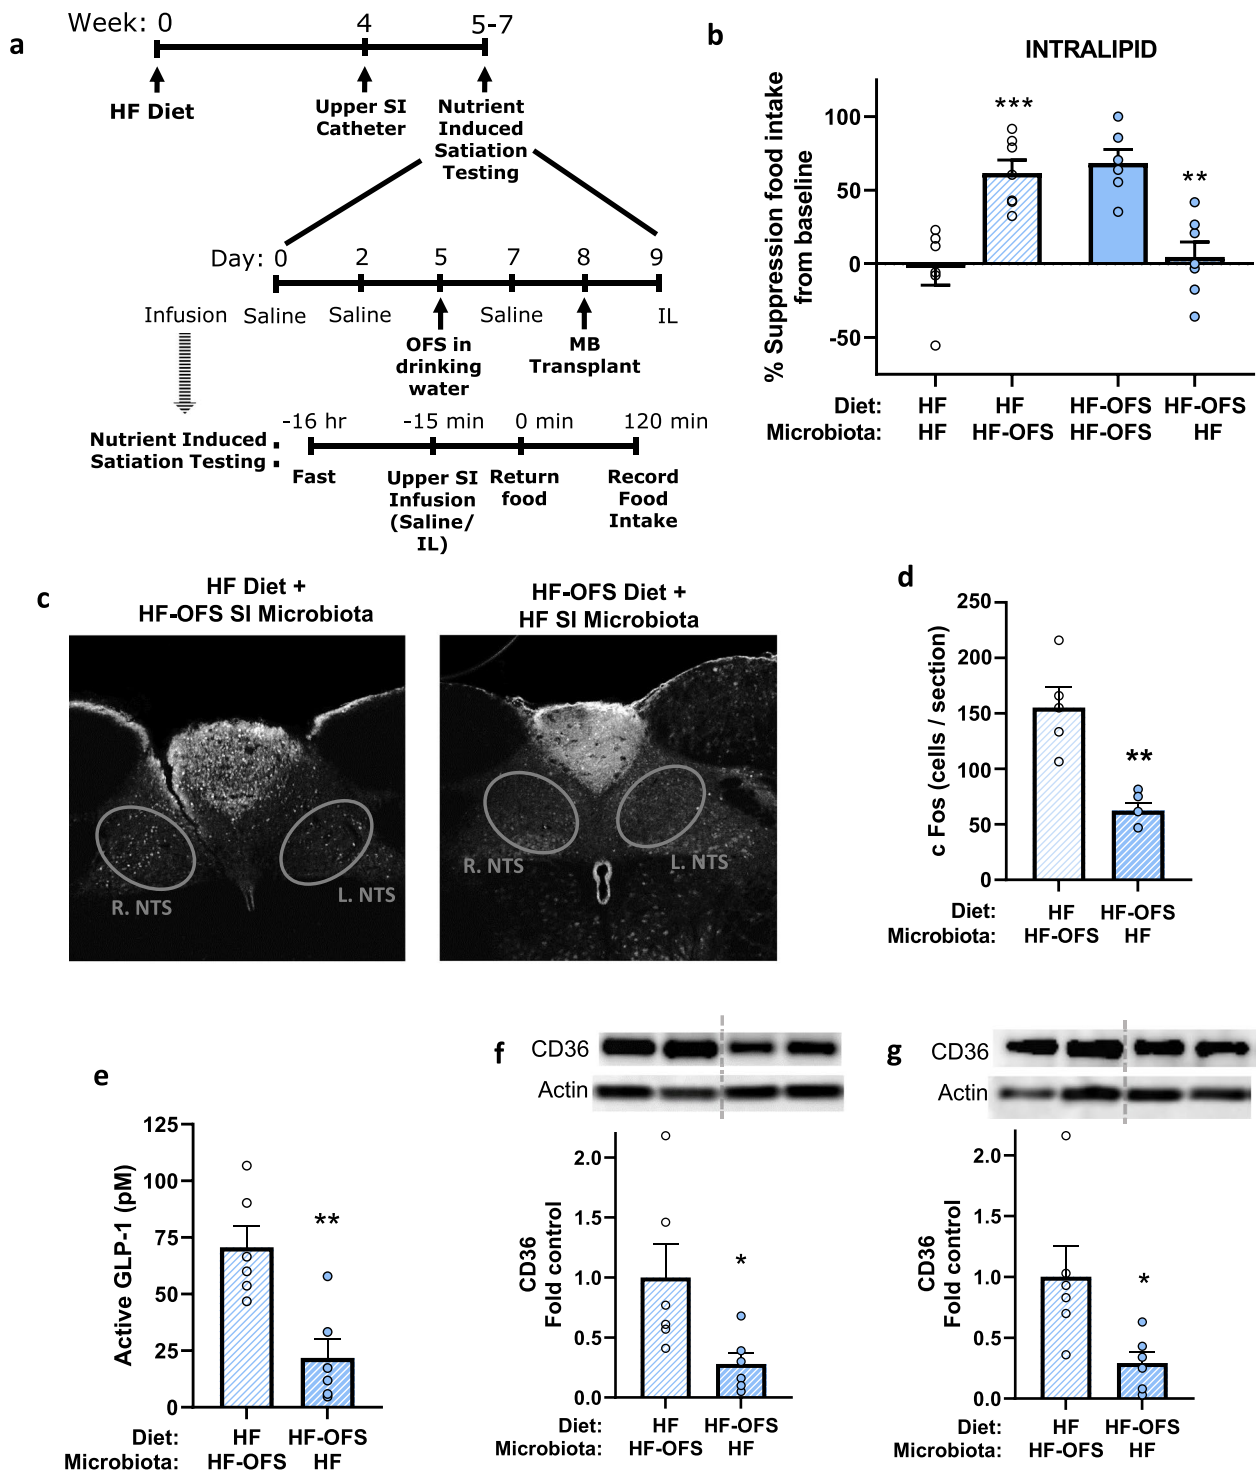 a
Week: 0 4 5-7
HF Diet
Upper SI
Catheter
Nutrient
Induced
Satiation
Testing
Day: 0 2 5 7 8 9
Infusion Saline Saline Saline IL
OFS in
drinking
water
MB
Transplant
-16 hr -15 min 0 min 120 min
Nutrient Induced
Satiation Testing :
Fast
Upper SI
Infusion
(Saline/
IL)
Return
food
Record
Food
Intake
b
INTRALIPID
% Suppression food intake
from baseline
100
50
0
-50
***
**
Diet: HF HF HF-OFS HF-OFS
Microbiota: HF HF-OFS HF-OFS HF
c
HF Diet +
HF-OFS SI Microbiota
HF-OFS Diet +
HF SI Microbiota
R. NTS
L. NTS
R. NTS
L. NTS
d
c Fos (cells / section)
250
200
150
100
50
0
**
Diet: HF HF-OFS
Microbiota: HF-OFS HF
e
Active GLP-1 (pM)
125
100
75
50
25
0
**
Diet: HF HF-OFS
Microbiota: HF-OFS HF
f
CD36
Actin
CD36
Fold control
2.0
1.5
1.0
0.5
0.0
*
Diet: HF HF-OFS
Microbiota: HF-OFS HF
g
CD36
Actin
CD36
Fold control
2.0
1.5
1.0
0.5
0.0
*
Diet: HF HF-OFS
Microbiota: HF-OFS HF